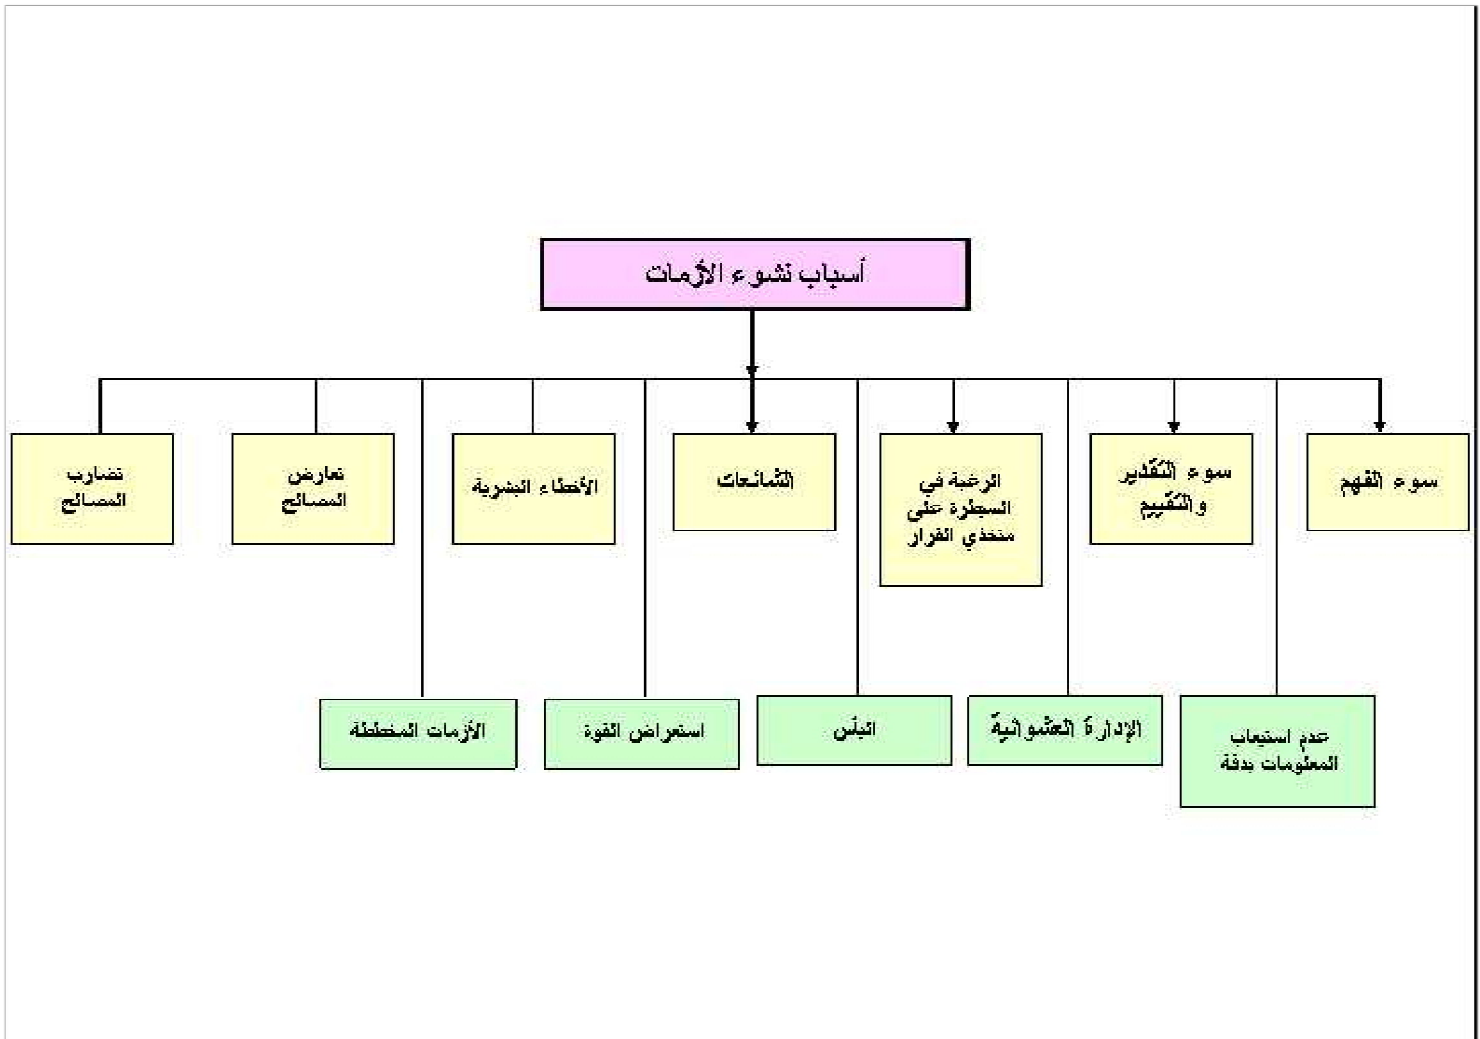 أسباب نشوء الأزمات
سوء الفهم
سوء التقدير
والتقييم
الرغبة في
السيطرة على
متخذي القرار
الشائعات
الأخطاء البشرية
تعارض
المصالح
تضارب
المصالح
عدم استيعاب
المعلومات بدقة
الإدارة العشوائية
اليأس
استعراض القوة
الأزمات المخططة